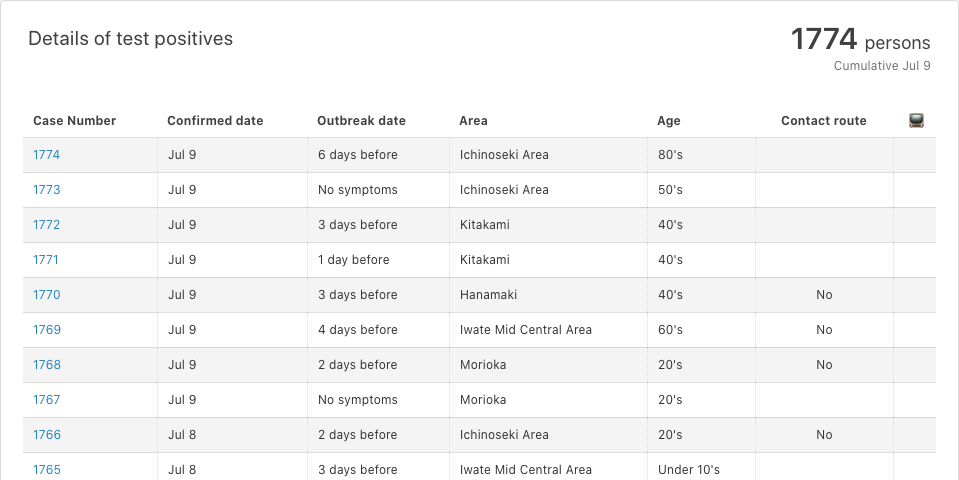 Details of test positives
1774 persons
Cumulative Jul 9
Case Number Confirmed date Outbreak date Area Age Contact route
1774 Jul 9 6 days before Ichinoseki Area 80's
1773 Jul 9 No symptoms Ichinoseki Area 50's
1772 Jul 9 3 days before Kitakami 40's
1771 Jul 9 1 day before Kitakami 40's
1770 Jul 9 3 days before Hanamaki 40's No
1769 Jul 9 4 days before Iwate Mid Central Area 60's No
1768 Jul 9 2 days before Morioka 20's No
1767 Jul 9 No symptoms Morioka 20's
1766 Jul 8 2 days before Ichinoseki Area 20's No
1765 Jul 8 3 days before Iwate Mid Central Area Under 10's